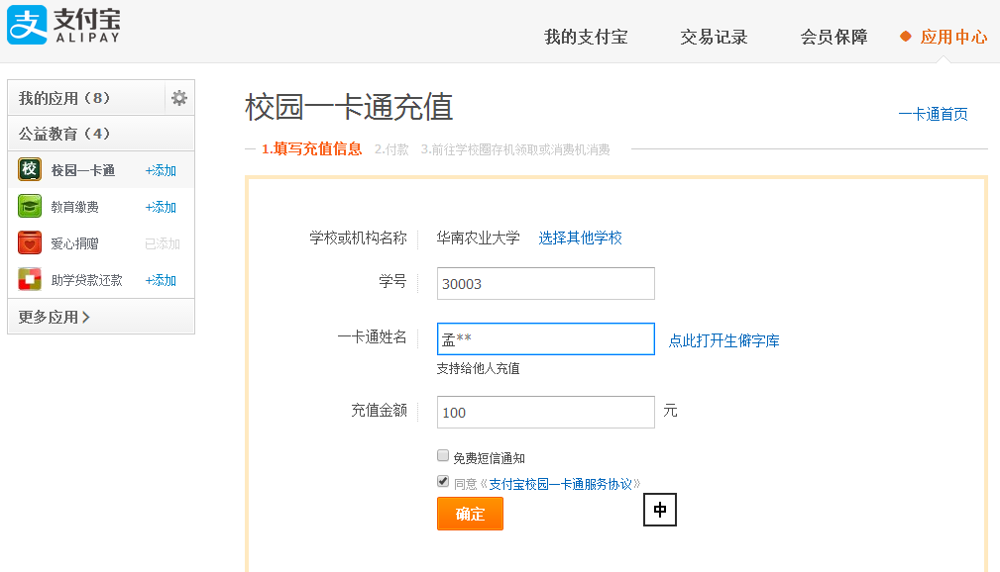 支付宝
ALIPAY
我的支付宝 交易记录 会员保障 应用中心
我的应用（8）
公益教育（4）
校 校园一卡通 +添加
教育缴费 +添加
爱心捐赠 已添加
助学贷款还款 +添加
更多应用
校园一卡通充值
一卡通首页
1.填写充值信息 2.付款 3.前往学校圈存机领取或消费机消费
学校或机构名称 华南农业大学 选择其他学校
学号 30003
一卡通姓名 孟** 点此打开生僻字库
支持给他人充值
充值金额 100 元
免费短信通知
同意《支付宝校园一卡通服务协议》
确定
中